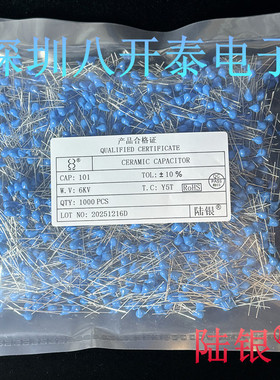 深圳八开泰电子
产品合格证
QUALIFIED CERTIFICATE
CERAMIC CAPACITOR
CAP: 101
TOL: ±10%
W.V: 6KV
T.C: Y5T
RoHS
QTY: 1000 PCS
LOT NO: 20251216D
陆银®
陆银®